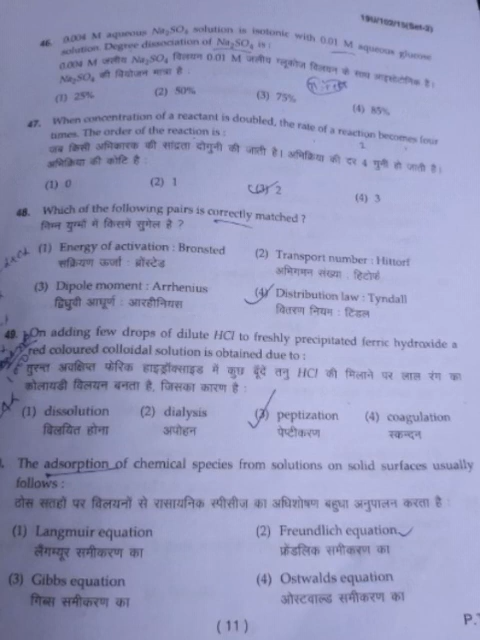 15U/102/15(Set-2)
46. 0.004 M aqueous Na₂SO₄ solution is isotonic with 0.01 M aqueous glucose
solution. Degree dissociation of Na₂SO₄ is :
0.004 M जलीय Na₂SO₄ विलयन 0.01 M जलीय ग्लूकोज विलयन के साथ आइसोटोनिक है।
Na₂SO₄ की वियोजन मात्रा है :
(1) 25% (2) 50% (3) 75% (4) 85%
47. When concentration of a reactant is doubled, the rate of a reaction becomes four
times. The order of the reaction is :
जब किसी अभिकारक की सांद्रता दोगुनी की जाती है। अभिक्रिया की दर 4 गुनी हो जाती है।
अभिक्रिया की कोटि है :
(1) 0 (2) 1 (3) 2 (4) 3
48. Which of the following pairs is correctly matched ?
निम्न युग्मों में किसमें सुमेल है ?
(1) Energy of activation : Bronsted (2) Transport number : Hittorf
सक्रियण ऊर्जा : ब्रोंस्टेड अभिगमन संख्या : हिटोर्फ
(3) Dipole moment : Arrhenius (4) Distribution law : Tyndall
द्विध्रुवी आघूर्ण : आरहीनियस वितरण नियम : टिंडल
49. On adding few drops of dilute HCl to freshly precipitated ferric hydroxide a
red coloured colloidal solution is obtained due to :
तुरन्त अवक्षिप्त फेरिक हाइड्रॉक्साइड में कुछ बूंदे तनु HCl की मिलाने पर लाल रंग का
कोलायडी विलयन बनता है, जिसका कारण है :
(1) dissolution (2) dialysis (3) peptization (4) coagulation
विलयित होना अपोहन पेप्टीकरण स्कन्दन
The adsorption of chemical species from solutions on solid surfaces usually
follows :
ठोस सतहों पर विलयनों से रासायनिक स्पीसीज का अधिशोषण बहुधा अनुपालन करता है :
(1) Langmuir equation (2) Freundlich equation
लैंगम्यूर समीकरण का फ्रेंडलिक समीकरण का
(3) Gibbs equation (4) Ostwalds equation
गिब्स समीकरण का ओस्टवाल्ड समीकरण का
( 11 )
P.